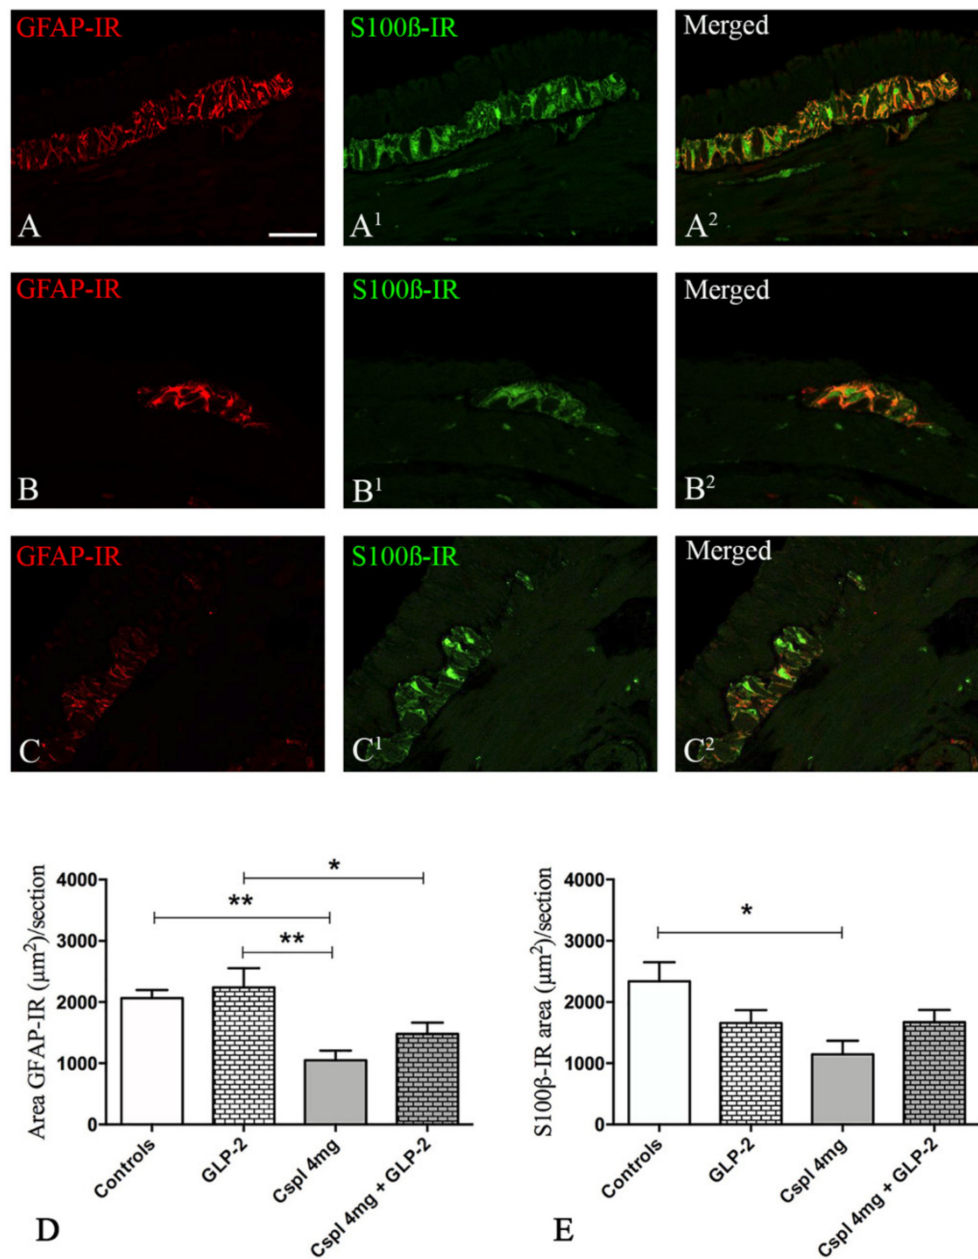 GFAP-IR S100ß-IR Merged
A A¹ A²
GFAP-IR S100ß-IR Merged
B B¹ B²
GFAP-IR S100ß-IR Merged
C C¹ C²
Area GFAP-IR (µm²)/section
4000
3000
2000
1000
0
*
**
**
Controls
GLP-2
Cspl 4mg
Cspl 4mg + GLP-2
D
S100β-IR area (µm²)/section
4000
3000
2000
1000
0
*
Controls
GLP-2
Cspl 4mg
Cspl 4mg + GLP-2
E